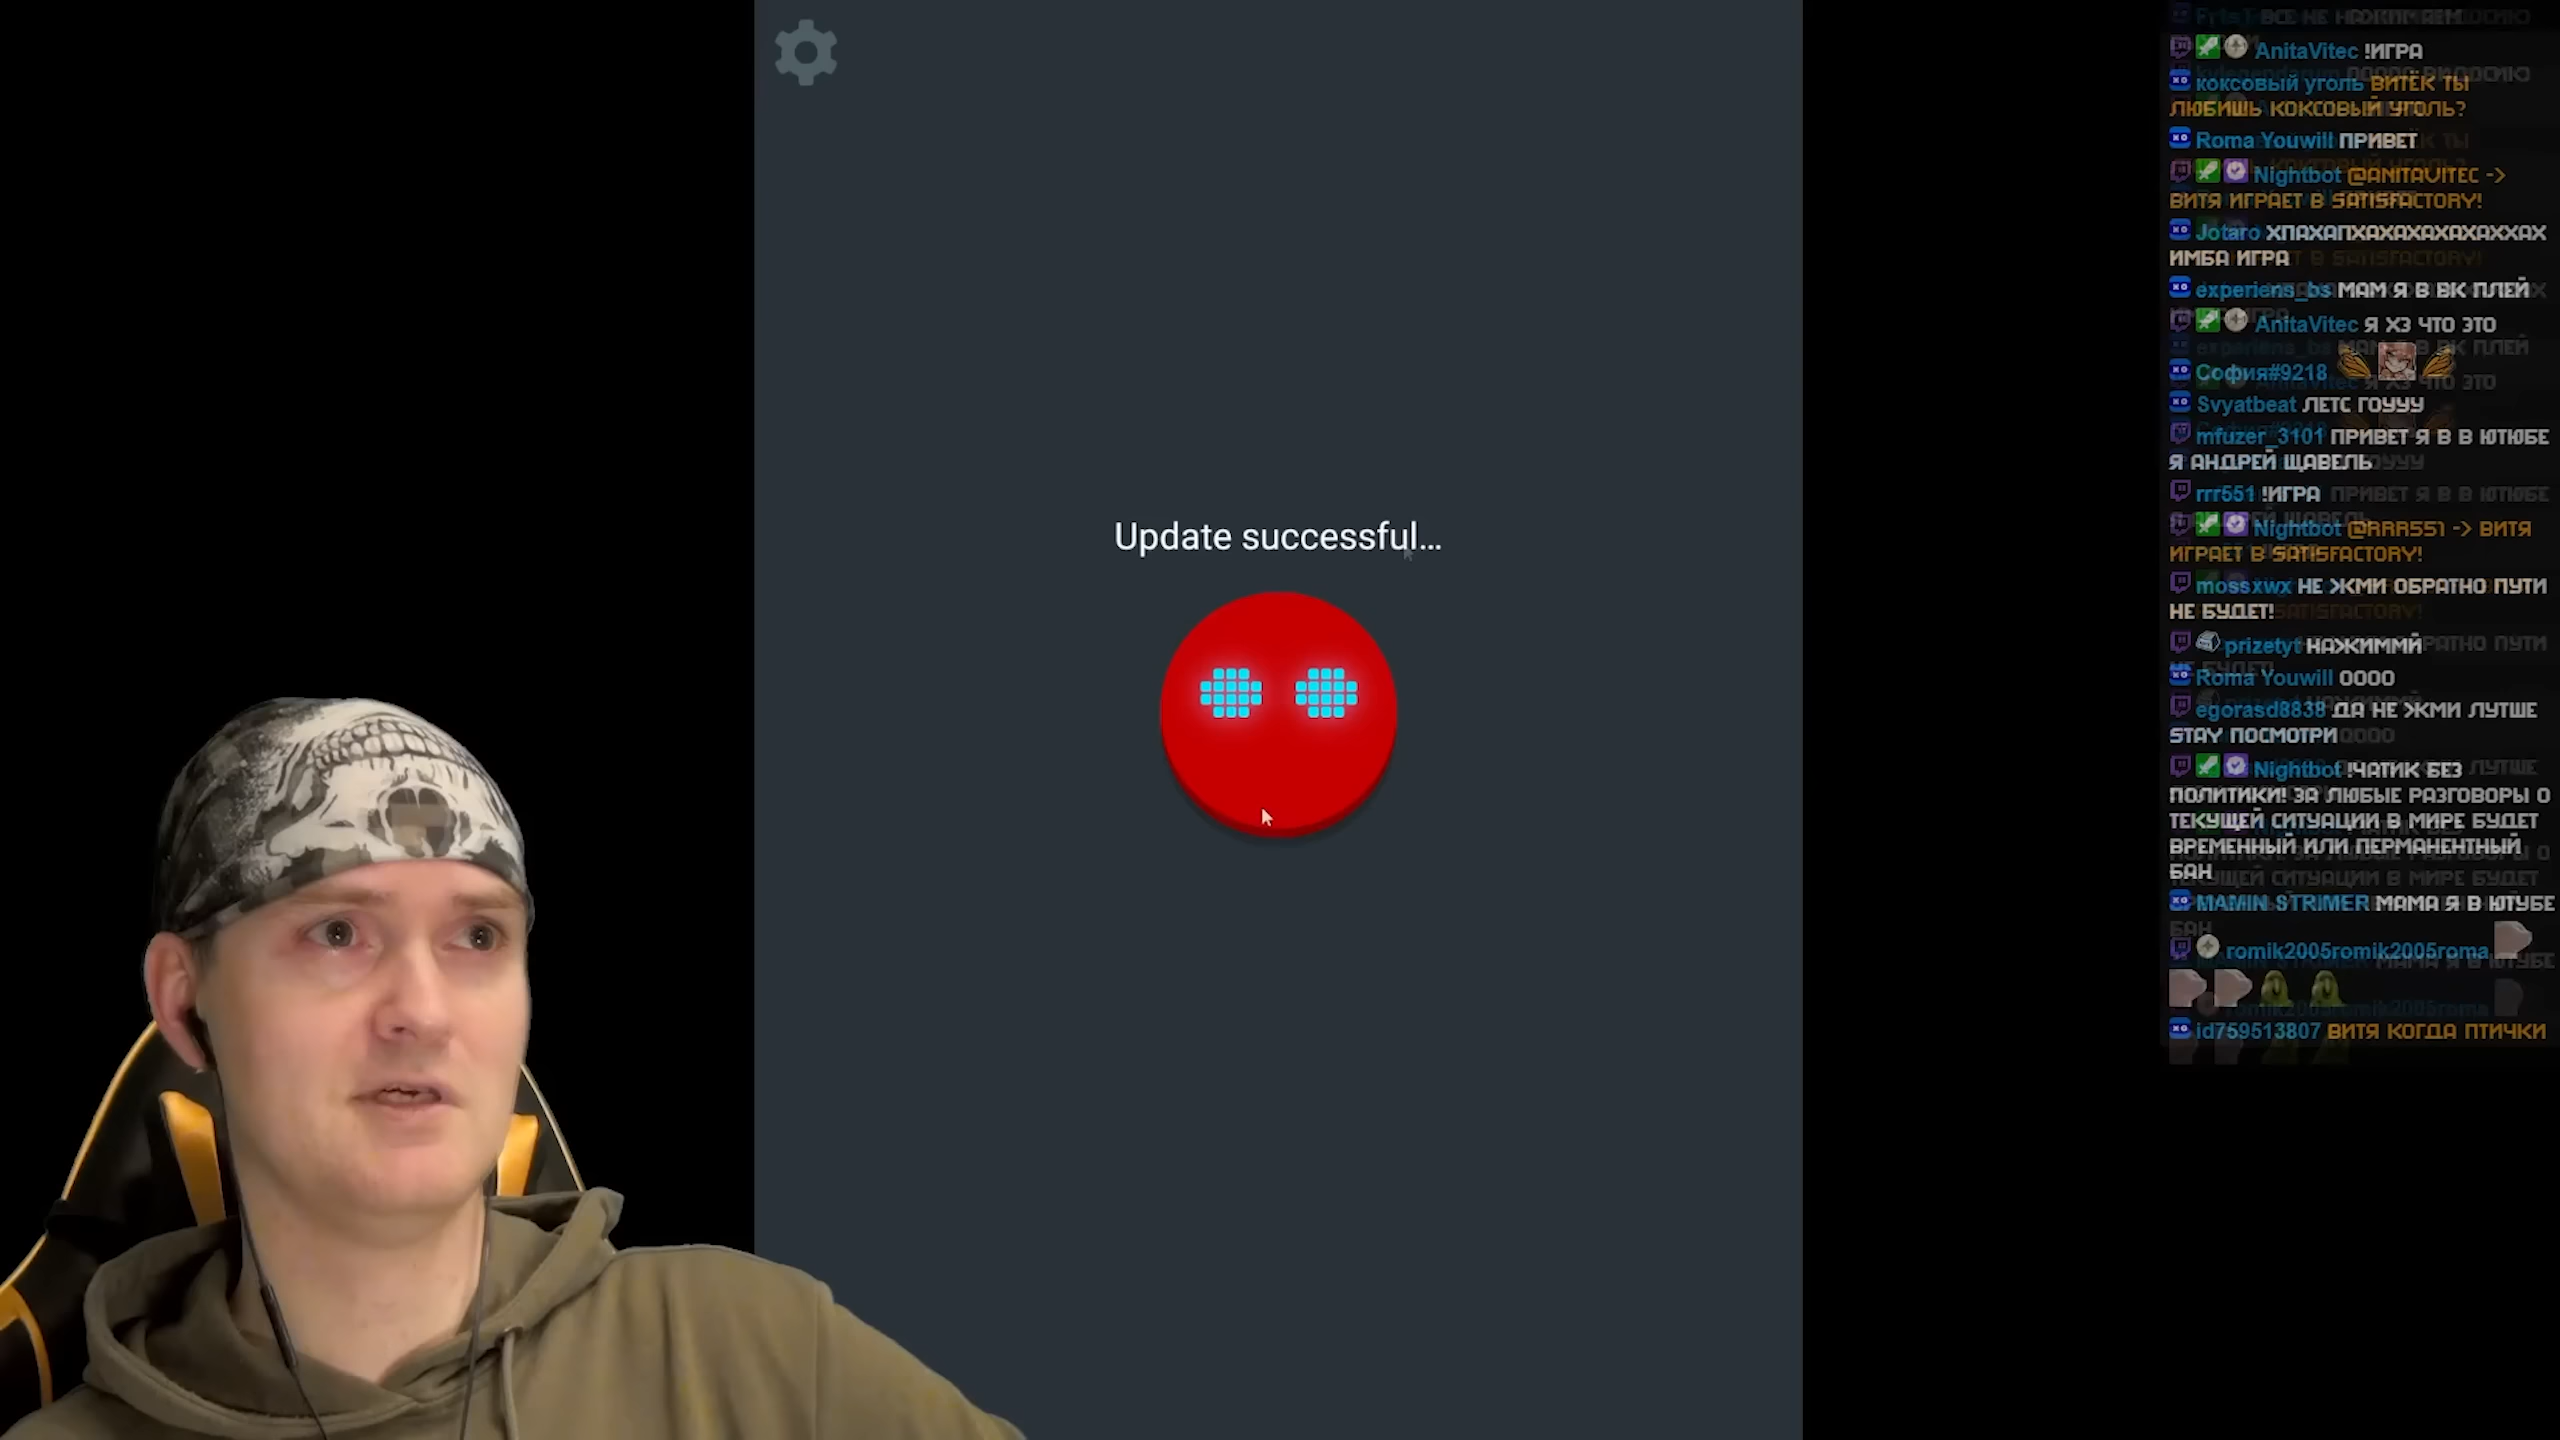 Update successful...
AnitaVitec !ИГРА
коксовый уголь ВИТЁК ТЫ
ЛЮБИШЬ КОКСОВЫЙ УГОЛЬ?
Roma Youwill ПРИВЕТ
Nightbot @ANITAVITEC ->
ВИТЯ ИГРАЕТ В SATISFACTORY!
Jotaro ХПАХАПХАХАХАХАХАХХАХ
ИМБА ИГРА
experiens_bs МАМ Я В ВК ПЛЕЙ
AnitaVitec Я ХЗ ЧТО ЭТО
София#9218
Svyatbeat ЛЕТС ГОУУУ
mfuzer_3101 ПРИВЕТ Я В В ЮТЮБЕ
Я АНДРЕЙ ЩАВЕЛЬ
rrr551 !ИГРА
Nightbot @RRR551 -> ВИТЯ
ИГРАЕТ В SATISFACTORY!
mossxwx НЕ ЖМИ ОБРАТНО ПУТИ
НЕ БУДЕТ!
prizetyt НАЖИММЙ
Roma Youwill ОООО
egorasd8838 ДА НЕ ЖМИ ЛУТШЕ
STAY ПОСМОТРИ
Nightbot !ЧАТИК БЕЗ
ПОЛИТИКИ! ЗА ЛЮБЫЕ РАЗГОВОРЫ О
ТЕКУЩЕЙ СИТУАЦИИ В МИРЕ БУДЕТ
ВРЕМЕННЫЙ ИЛИ ПЕРМАНЕНТНЫЙ
БАН
MAMIN STRIMER МАМА Я В ЮТУБЕ
romik2005romik2005roma
id759513807 ВИТЯ КОГДА ПТИЧКИ